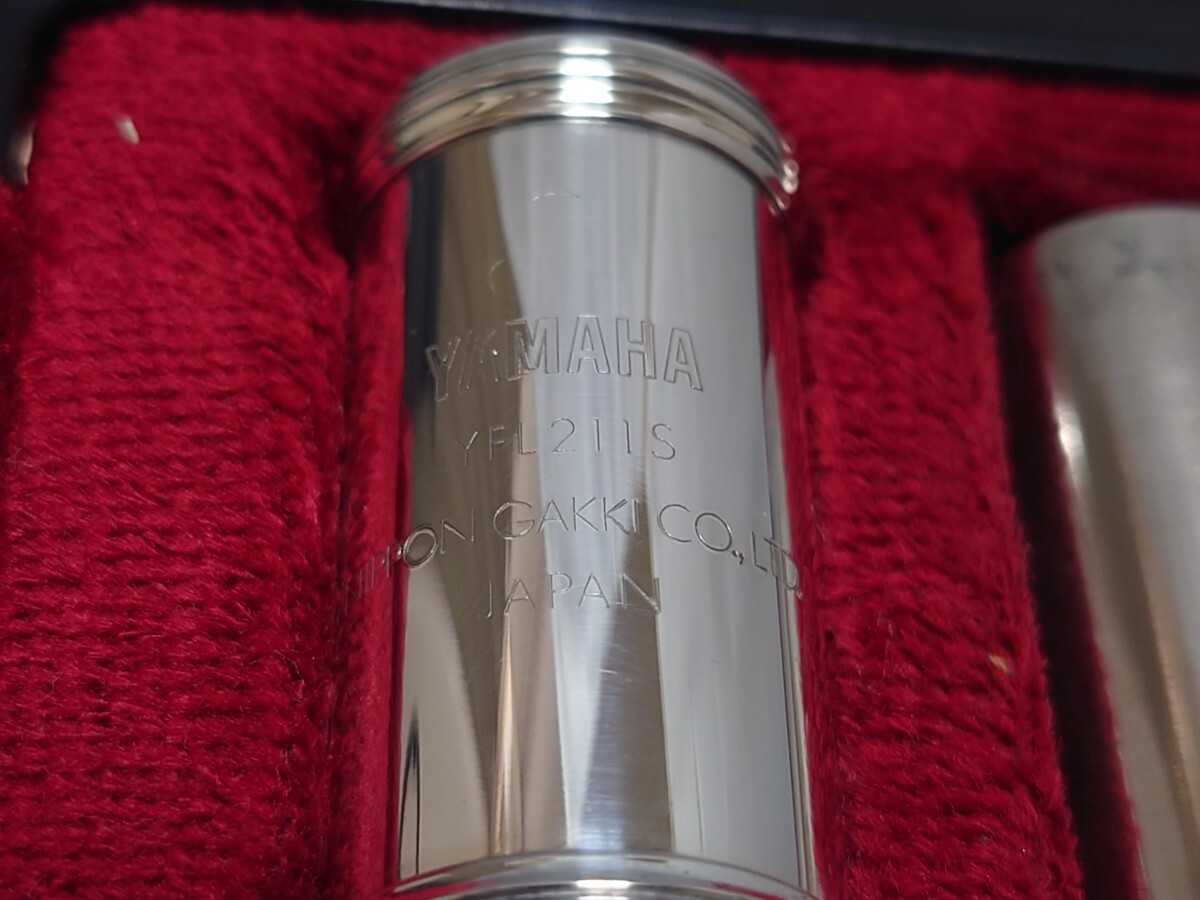 YAMAHA
YFL211S
NIPPON GAKKI CO.,LTD.
JAPAN